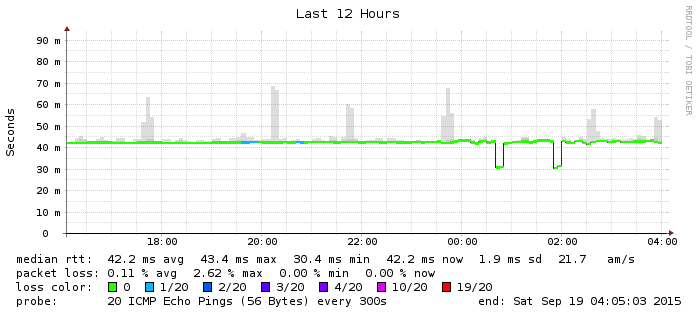 Last 12 Hours
RRDTOOL / TOBI OETIKER
Seconds
90 m
80 m
70 m
60 m
50 m
40 m
30 m
20 m
10 m
0
18:00 20:00 22:00 00:00 02:00 04:00
median rtt: 42.2 ms avg 43.4 ms max 30.4 ms min 42.2 ms now 1.9 ms sd 21.7 am/s
packet loss: 0.11 % avg 2.62 % max 0.00 % min 0.00 % now
loss color: 0 1/20 2/20 3/20 4/20 10/20 19/20
probe: 20 ICMP Echo Pings (56 Bytes) every 300s end: Sat Sep 19 04:05:03 2015